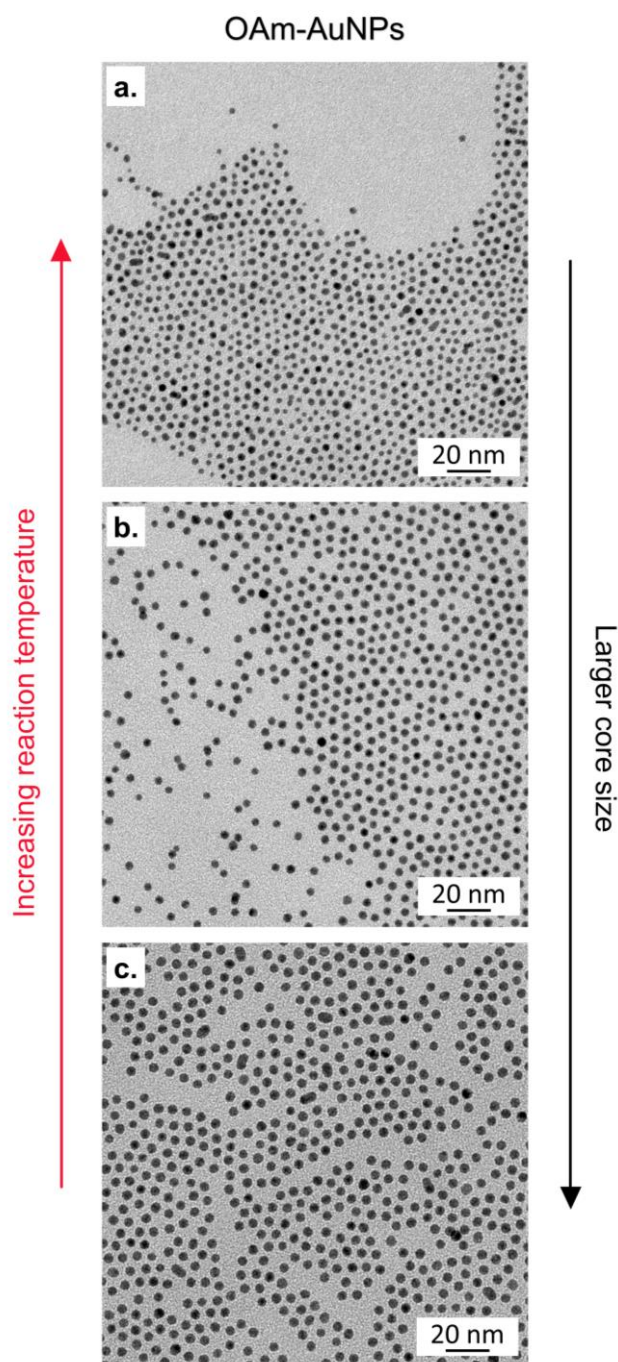 OAm-AuNPs
a.
20 nm
b.
20 nm
c.
20 nm
Increasing reaction temperature
Larger core size